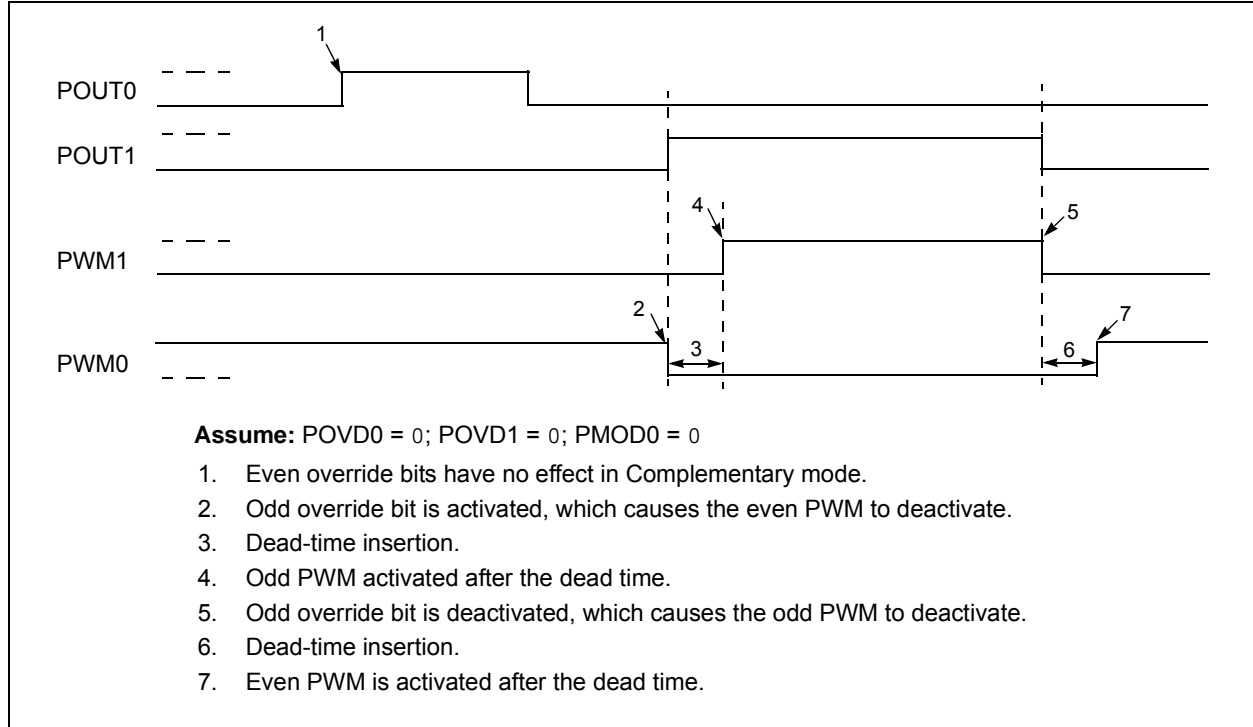 1
POUT0
POUT1
4
5
PWM1
2
7
3
6
PWM0
Assume: POVD0 = 0; POVD1 = 0; PMOD0 = 0
1. Even override bits have no effect in Complementary mode.
2. Odd override bit is activated, which causes the even PWM to deactivate.
3. Dead-time insertion.
4. Odd PWM activated after the dead time.
5. Odd override bit is deactivated, which causes the odd PWM to deactivate.
6. Dead-time insertion.
7. Even PWM is activated after the dead time.